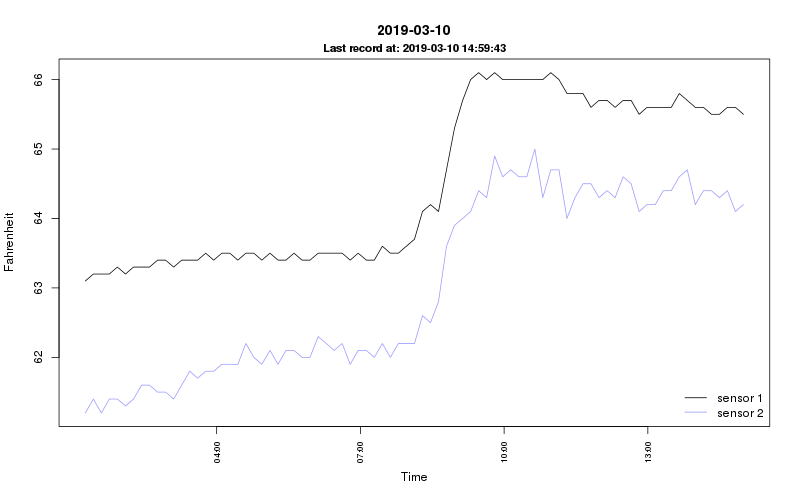 2019-03-10
Last record at: 2019-03-10 14:59:43
Fahrenheit
66
65
64
63
62
sensor 1
sensor 2
04:00
07:00
10:00
13:00
Time